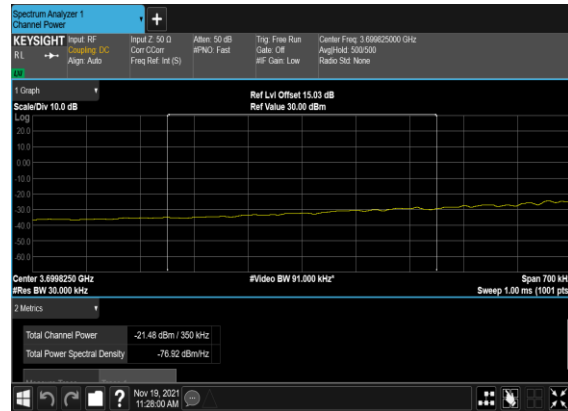 Spectrum Analyzer 1
Channel Power
+
KEYSIGHT Input: RF Input Z: 50 Ω Atten: 50 dB Trig: Free Run Center Freq: 3.699825000 GHz
RL Coupling: DC Corr CCorr #PNO: Fast Gate: Off Avg|Hold: 500/500
Align: Auto Freq Ref: Int (S) #IF Gain: Low Radio Std: None
1 Graph
Ref Lvl Offset 15.03 dB
Scale/Div 10.0 dB Ref Value 30.00 dBm
Log
20.0
10.0
0.00
-10.0
-20.0
-30.0
-40.0
-50.0
-60.0
Center 3.6998250 GHz #Video BW 91.000 kHz* Span 700 kH
#Res BW 30.000 kHz Sweep 1.00 ms (1001 pts
2 Metrics
Total Channel Power -21.48 dBm / 350 kHz
Total Power Spectral Density -76.92 dBm/Hz
?
Nov 19, 2021
11:28:00 AM